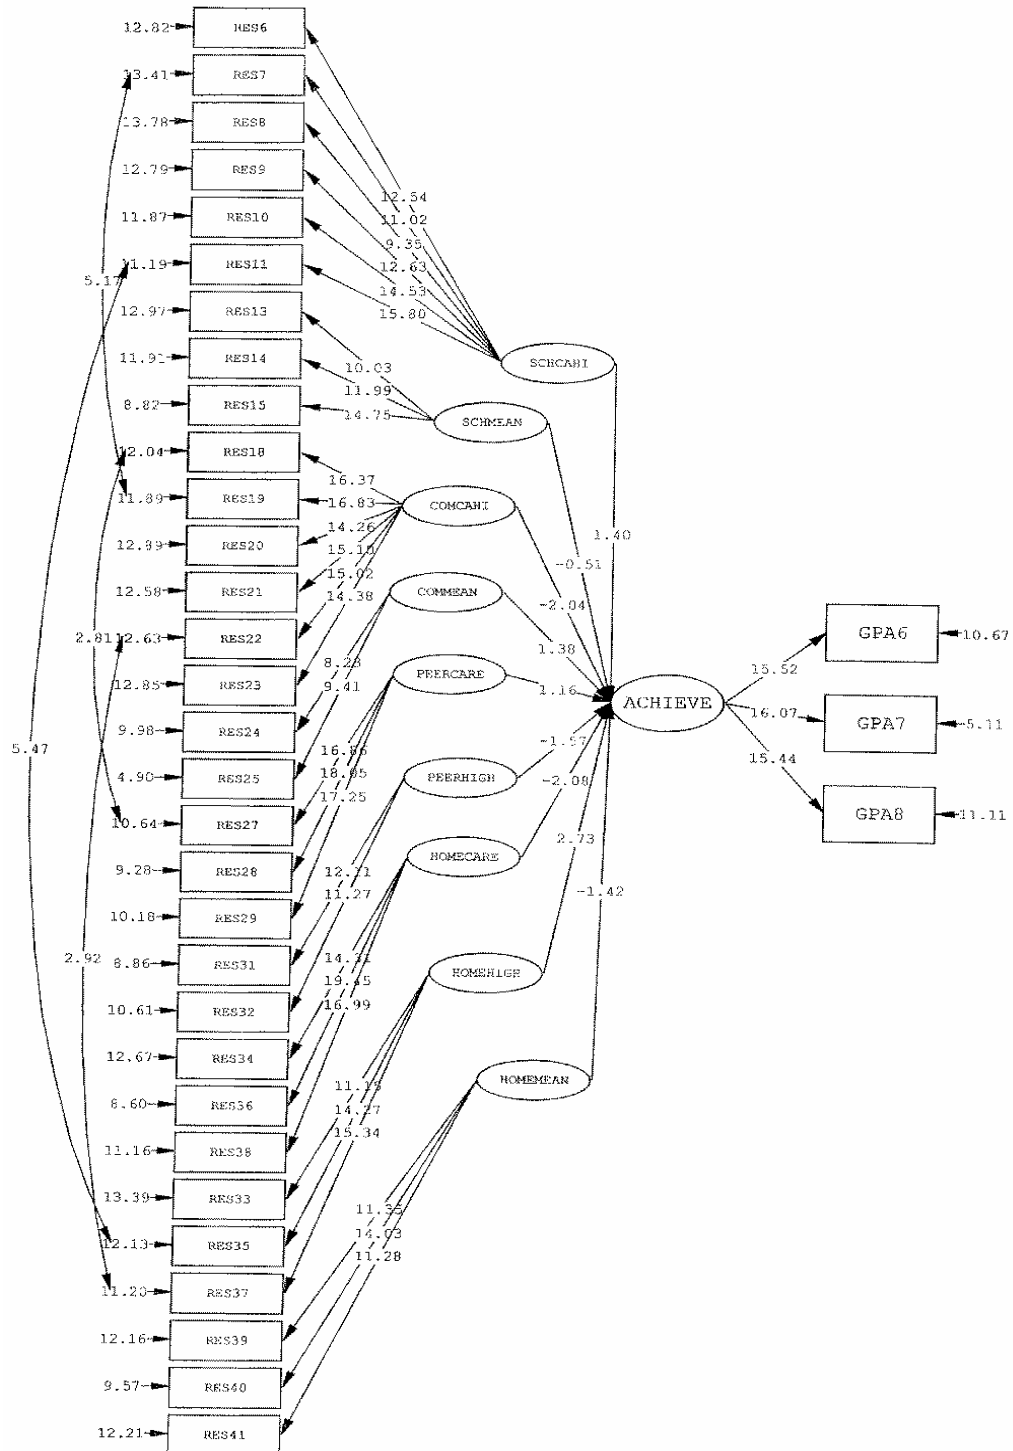 12.82 RES6
13.41 RES7
13.78 RES8
12.79 RES9
12.54
11.02
11.87 RES10
9.35
11.19 RES11
12.63
5.17
14.53
12.97 RES13
15.80
11.91 RES14
SCHCAHI
10.03
11.99
8.82 RES15
14.75
SCHMEAN
12.04 RES18
16.37
11.89 RES19
16.83
COMCAHI
14.26
1.40
12.89 RES20
15.10
-0.51
15.02
12.58 RES21
14.38
COMMEAN
-2.04
GPA6
10.67
2.81
12.63 RES22
1.38
8.23
15.52
12.85 RES23
9.41
PEERCARE
1.16
ACHIEVE
16.07
GPA7
5.11
9.98 RES24
-1.57
5.47
16.86
15.44
18.05
4.90 RES25
PEERHIGH
-2.08
17.25
GPA8
11.11
10.64 RES27
2.73
HOMECARE
9.28 RES28
12.11
-1.42
11.27
10.18 RES29
2.92
8.86 RES31
14.31
HOMEHIGH
19.45
16.99
10.61 RES32
12.67 RES34
HOMEMEAN
11.19
8.60 RES36
14.27
15.34
11.16 RES38
13.39 RES33
11.35
14.03
12.13 RES35
11.28
11.20 RES37
12.16 RES39
9.57 RES40
12.21 RES41